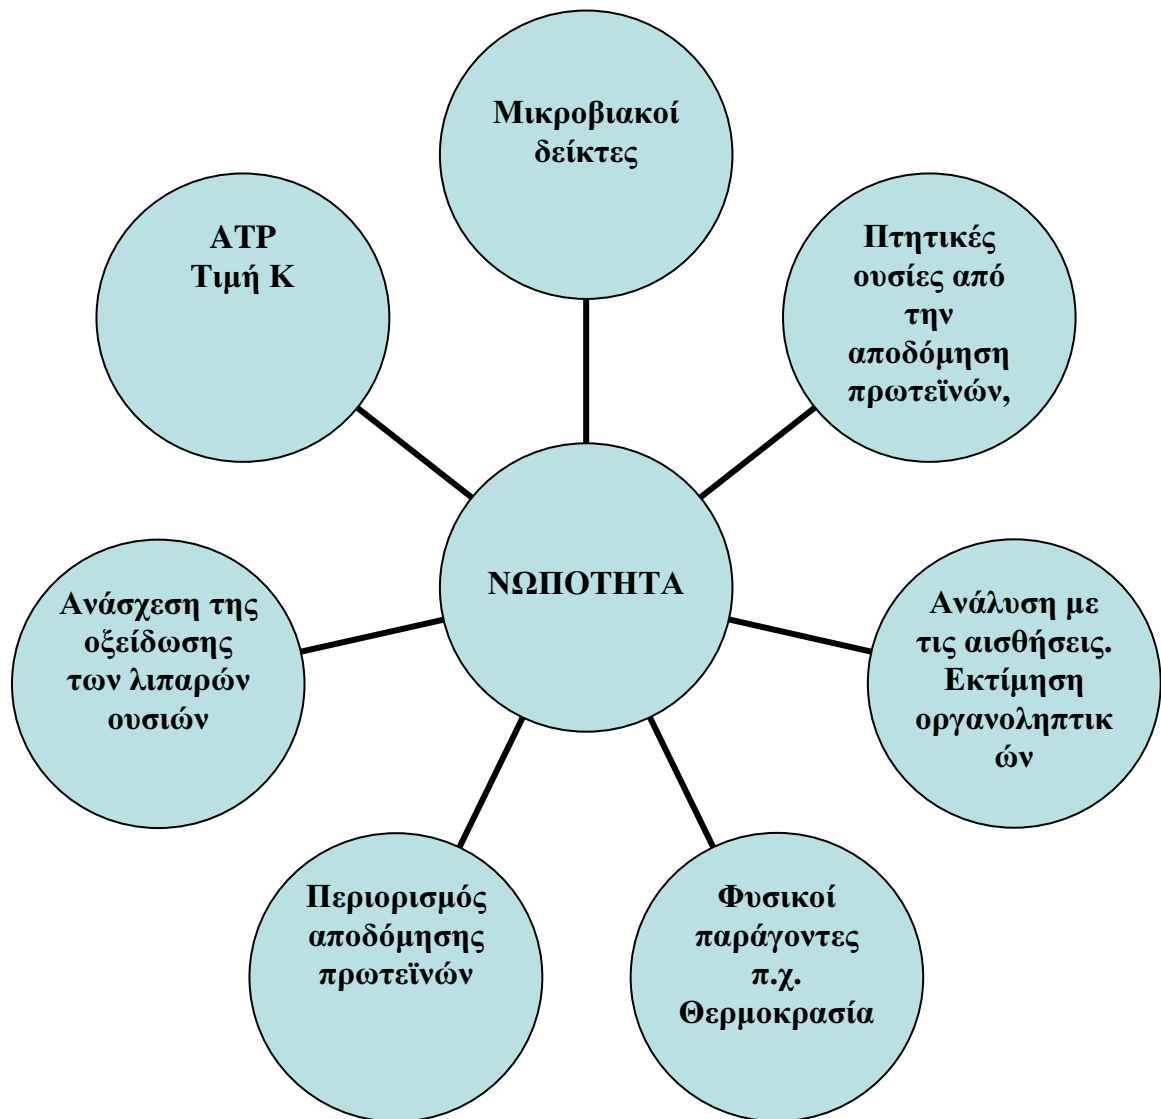 Μικροβιακοί
δείκτες
Πτητικές
ουσίες από
την
αποδόμηση
πρωτεϊνών,
Ανάλυση με
τις αισθήσεις.
Εκτίμηση
οργανοληπτικ
ών
Φυσικοί
παράγοντες
π.χ.
Θερμοκρασία
Περιορισμός
αποδόμησης
πρωτεϊνών
Ανάσχεση της
οξείδωσης
των λιπαρών
ουσιών
ATP
Τιμή Κ
ΝΩΠΟΤΗΤΑ